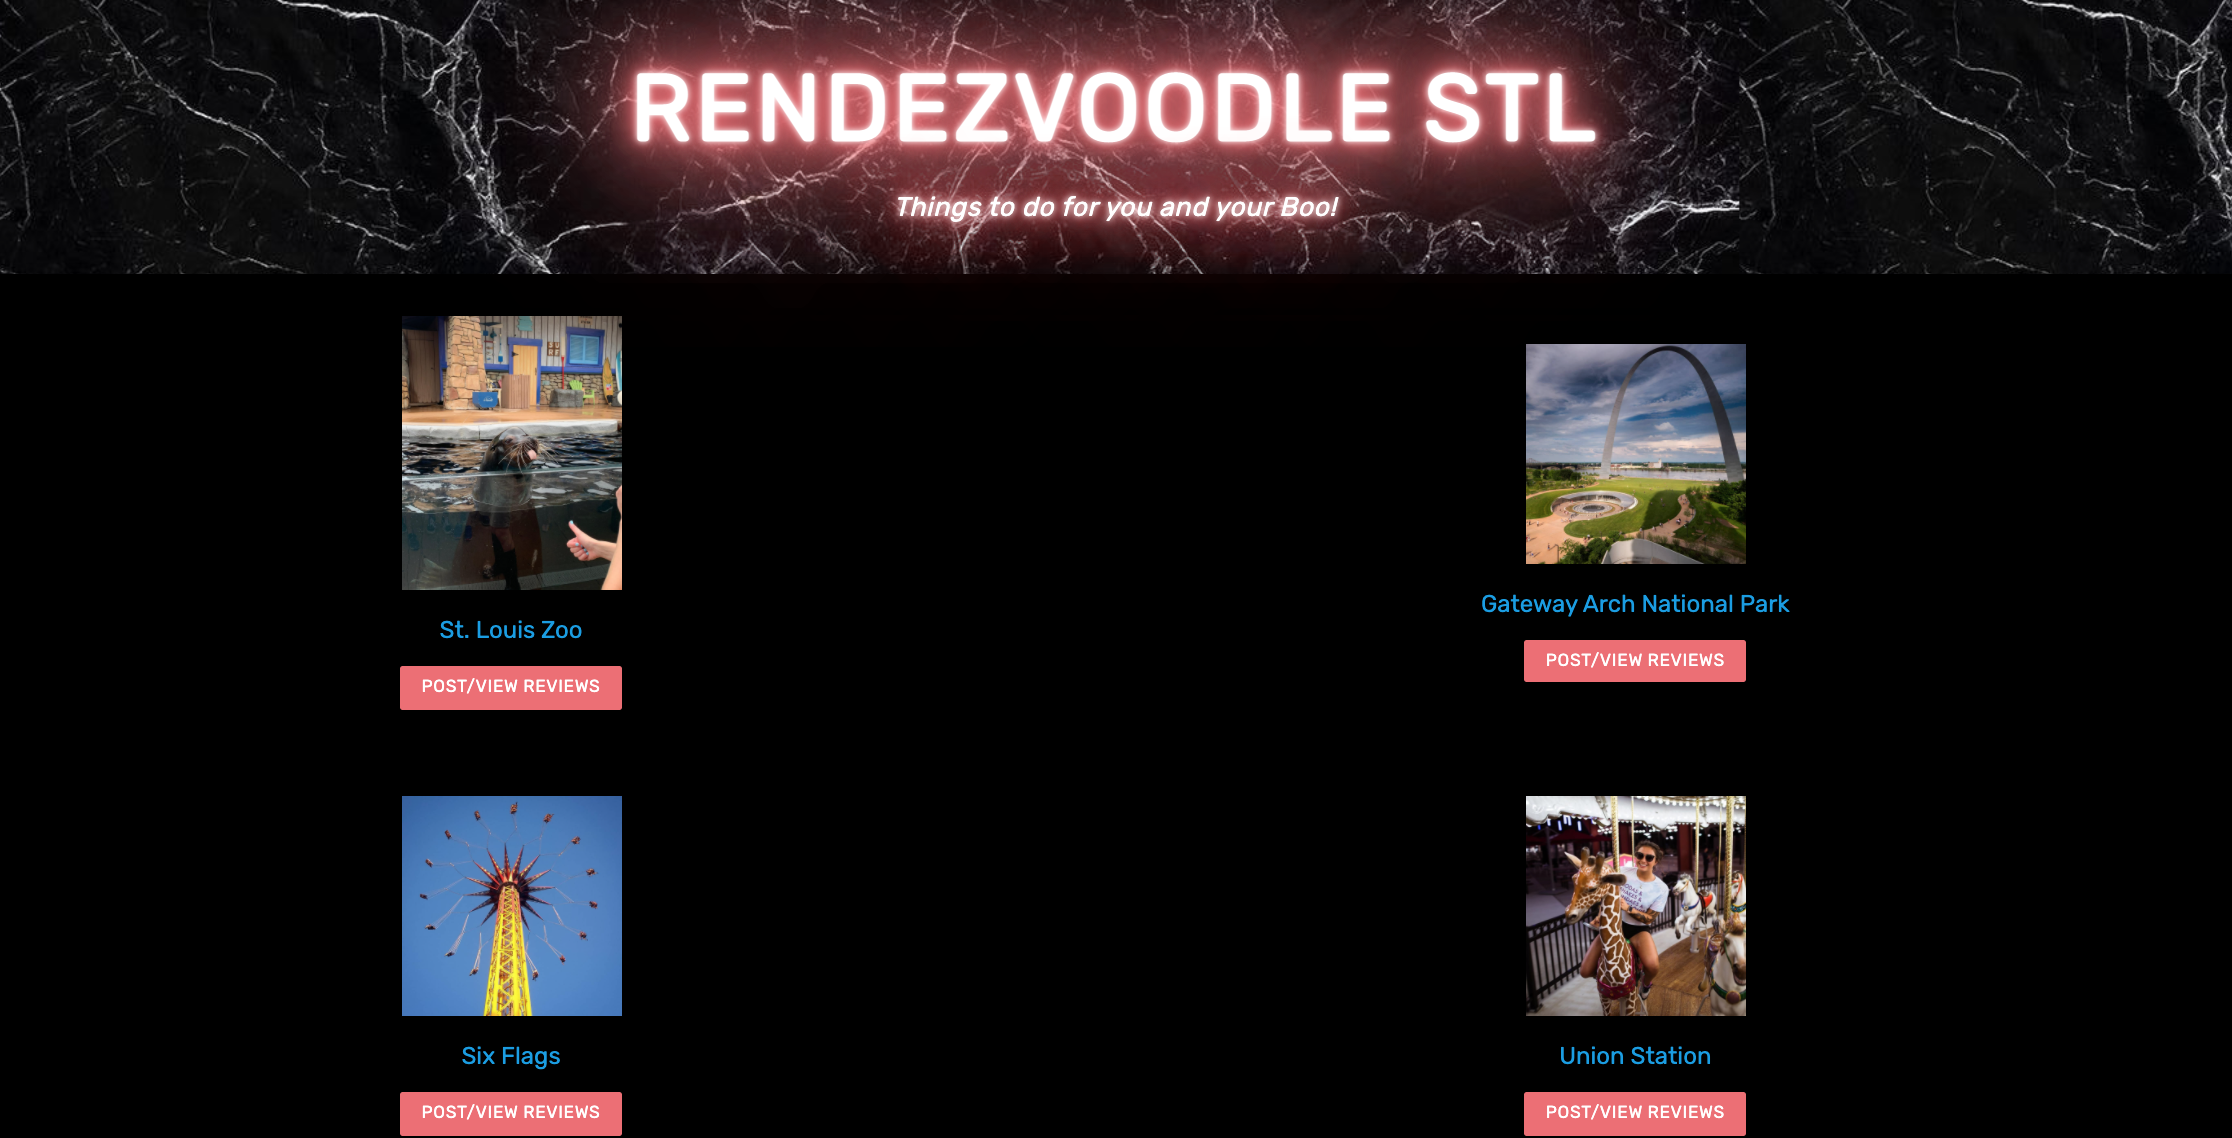 RENDEZVOODLE STL
Things to do for you and your Boo!
St. Louis Zoo
POST/VIEW REVIEWS
Gateway Arch National Park
POST/VIEW REVIEWS
Six Flags
POST/VIEW REVIEWS
Union Station
POST/VIEW REVIEWS